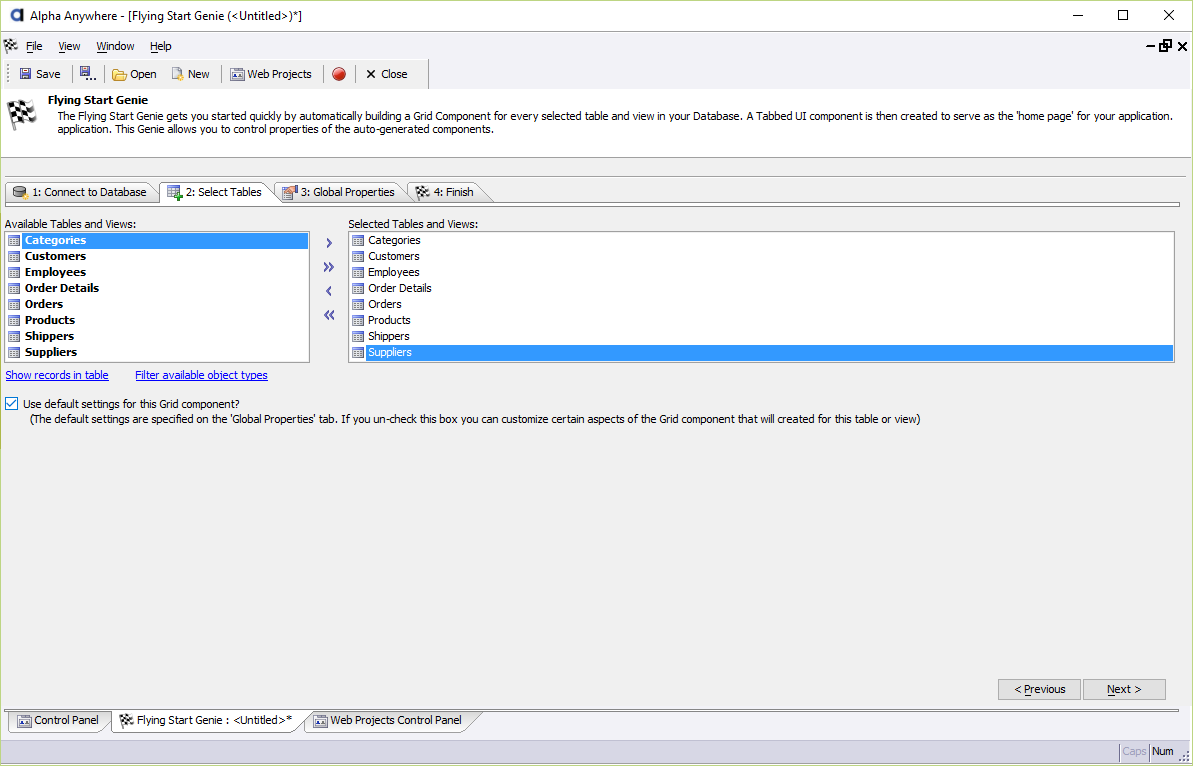 Alpha Anywhere - [Flying Start Genie (<Untitled>)*]
File View Window Help
Save Open New Web Projects Close
Flying Start Genie
The Flying Start Genie gets you started quickly by automatically building a Grid Component for every selected table and view in your Database. A Tabbed UI component is then created to serve as the 'home page' for your application.
application. This Genie allows you to control properties of the auto-generated components.
1: Connect to Database 2: Select Tables 3: Global Properties 4: Finish
Available Tables and Views: Selected Tables and Views:
Categories Categories
Customers Customers
Employees Employees
Order Details Order Details
Orders Orders
Products Products
Shippers Shippers
Suppliers Suppliers
Show records in table Filter available object types
Use default settings for this Grid component?
(The default settings are specified on the 'Global Properties' tab. If you un-check this box you can customize certain aspects of the Grid component that will created for this table or view)
< Previous Next >
Control Panel Flying Start Genie : <Untitled>* Web Projects Control Panel
Caps Num